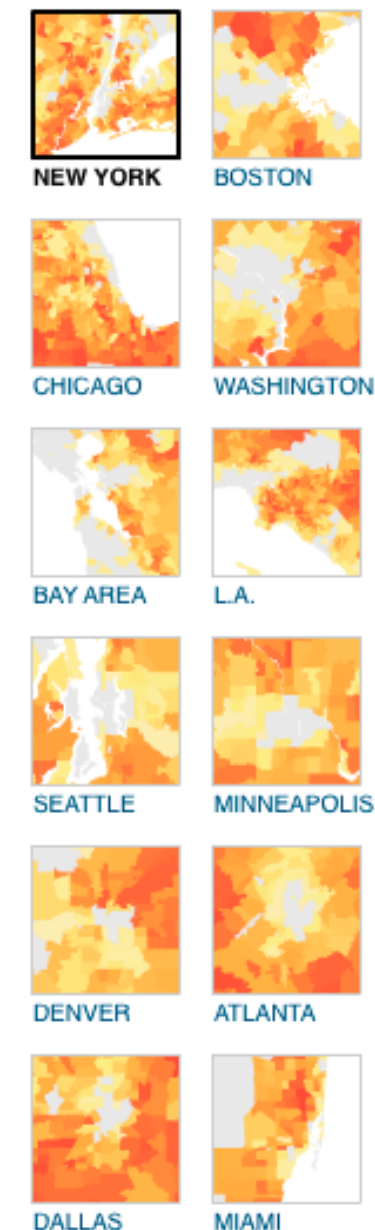 NEW YORK
BOSTON
CHICAGO
WASHINGTON
BAY AREA
L.A.
SEATTLE
MINNEAPOLIS
DENVER
ATLANTA
DALLAS
MIAMI